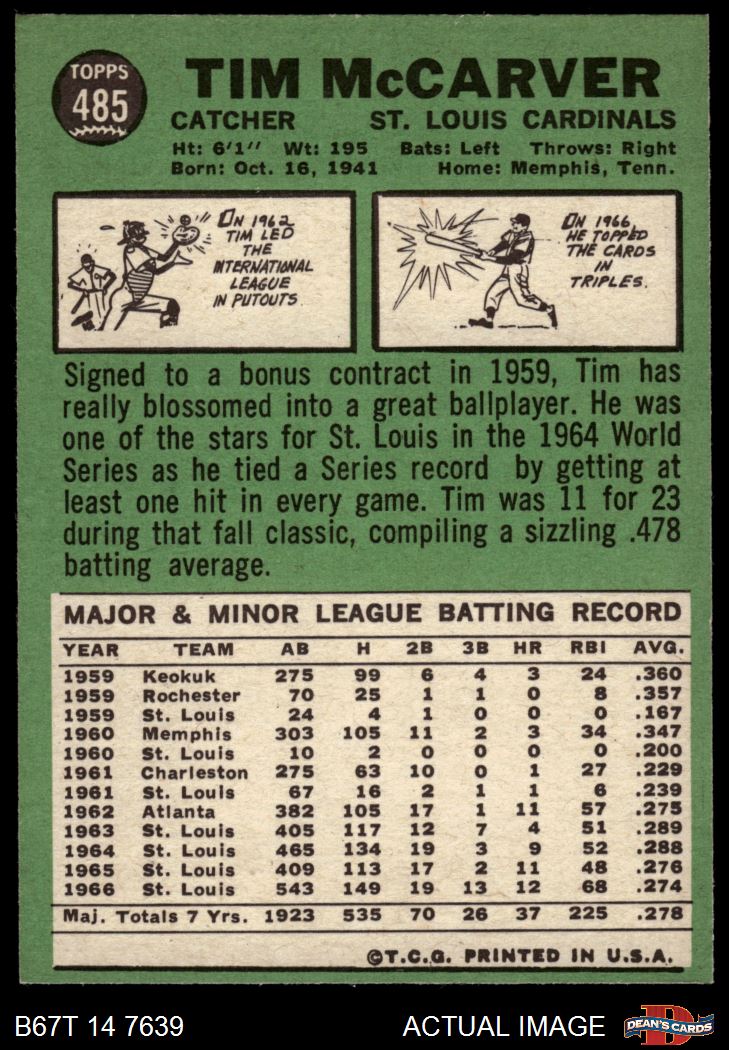 TOPPS
485
TIM McCARVER
CATCHER ST. LOUIS CARDINALS
Ht: 6'1" Wt: 195 Bats: Left Throws: Right
Born: Oct. 16, 1941 Home: Memphis, Tenn.
IN 1962
TIM LED
THE
INTERNATIONAL
LEAGUE
IN PUTOUTS.
IN 1966,
HE TOPPED
THE CARDS
IN
TRIPLES.
Signed to a bonus contract in 1959, Tim has
really blossomed into a great ballplayer. He was
one of the stars for St. Louis in the 1964 World
Series as he tied a Series record by getting at
least one hit in every game. Tim was 11 for 23
during that fall classic, compiling a sizzling .478
batting average.
MAJOR & MINOR LEAGUE BATTING RECORD
YEAR TEAM AB H 2B 3B HR RBI AVG.
1959 Keokuk 275 99 6 4 3 24 .360
1959 Rochester 70 25 1 1 0 8 .357
1959 St. Louis 24 4 1 0 0 0 .167
1960 Memphis 303 105 11 2 3 34 .347
1960 St. Louis 10 2 0 0 0 0 .200
1961 Charleston 275 63 10 0 1 27 .229
1961 St. Louis 67 16 2 1 1 6 .239
1962 Atlanta 382 105 17 1 11 57 .275
1963 St. Louis 405 117 12 7 4 51 .289
1964 St. Louis 465 134 19 3 9 52 .288
1965 St. Louis 409 113 17 2 11 48 .276
1966 St. Louis 543 149 19 13 12 68 .274
Maj. Totals 7 Yrs. 1923 535 70 26 37 225 .278
©T.C.G. PRINTED IN U.S.A.
B67T 14 7639 ACTUAL IMAGE
D
DEAN'S CARDS